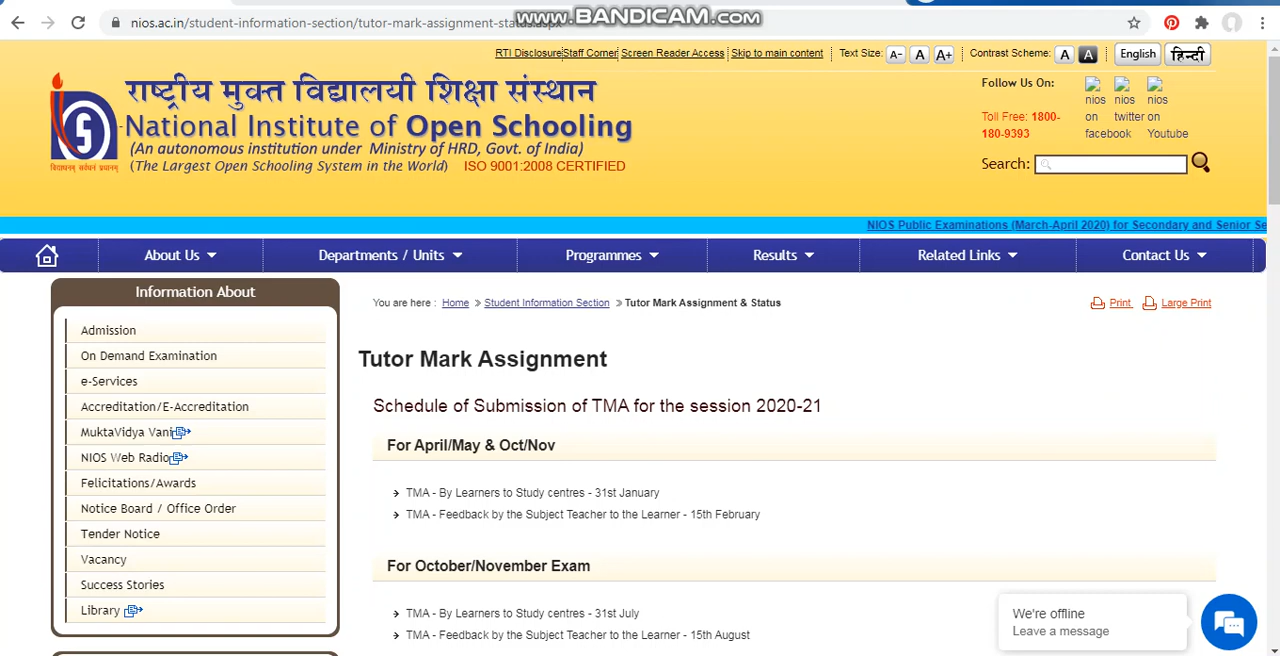 nios.ac.in/student-information-section/tutor-mark-assignment-status.aspx
www.BANDICAM.com
RTI Disclosure Staff Corner Screen Reader Access Skip to main content Text Size: A- A A+ Contrast Scheme: A A English हिन्दी
राष्ट्रीय मुक्त विद्यालयी शिक्षा संस्थान
National Institute of Open Schooling
(An autonomous institution under Ministry of HRD, Govt. of India)
(The Largest Open Schooling System in the World) ISO 9001:2008 CERTIFIED
Follow Us On:
nios on facebook
nios twitter
nios on Youtube
Toll Free: 1800-180-9393
Search:
NIOS Public Examinations (March-April 2020) for Secondary and Senior Se
About Us Departments / Units Programmes Results Related Links Contact Us
Information About
Admission
On Demand Examination
e-Services
Accreditation/E-Accreditation
MuktaVidya Vani
NIOS Web Radio
Felicitations/Awards
Notice Board / Office Order
Tender Notice
Vacancy
Success Stories
Library
You are here : Home » Student Information Section » Tutor Mark Assignment & Status
Print Large Print
Tutor Mark Assignment
Schedule of Submission of TMA for the session 2020-21
For April/May & Oct/Nov
TMA - By Learners to Study centres - 31st January
TMA - Feedback by the Subject Teacher to the Learner - 15th February
For October/November Exam
TMA - By Learners to Study centres - 31st July
TMA - Feedback by the Subject Teacher to the Learner - 15th August
We're offline
Leave a message